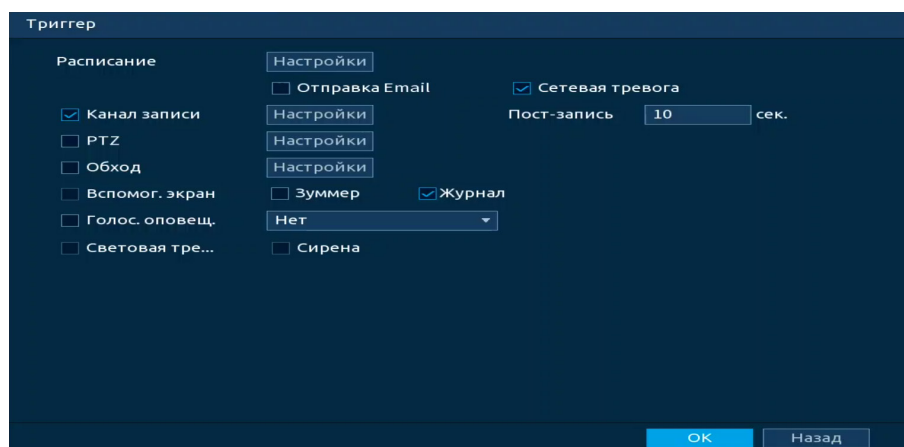 Триггер
Расписание Настройки
Отправка Email Сетевая тревога
Канал записи Настройки Пост-запись 10 сек.
PTZ Настройки
Обход Настройки
Вспомог. экран Зуммер Журнал
Голос. оповещ. Нет
Световая тре... Сирена
OK Назад